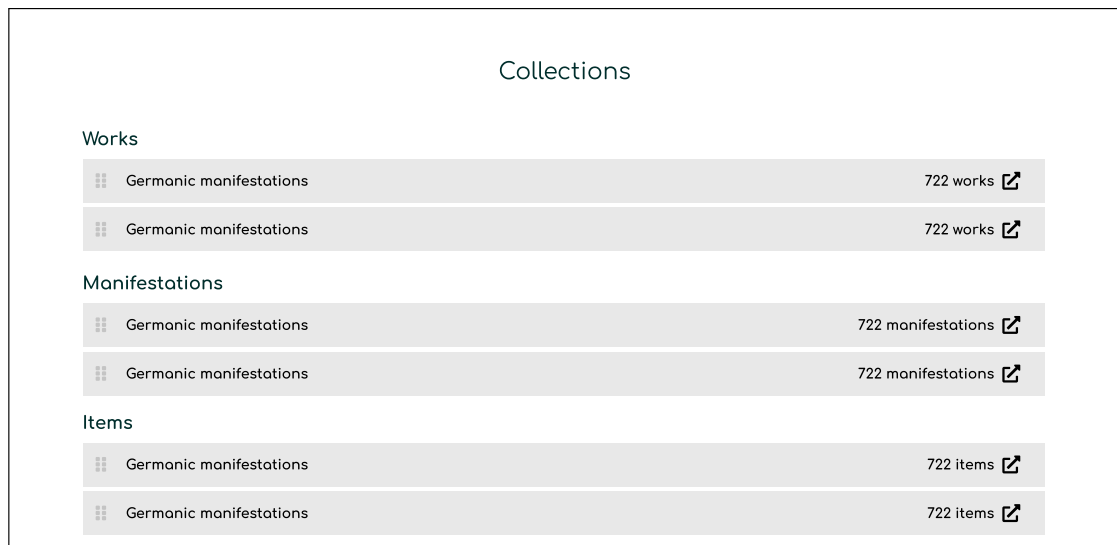 Collections
Works
Germanic manifestations 722 works
Germanic manifestations 722 works
Manifestations
Germanic manifestations 722 manifestations
Germanic manifestations 722 manifestations
Items
Germanic manifestations 722 items
Germanic manifestations 722 items